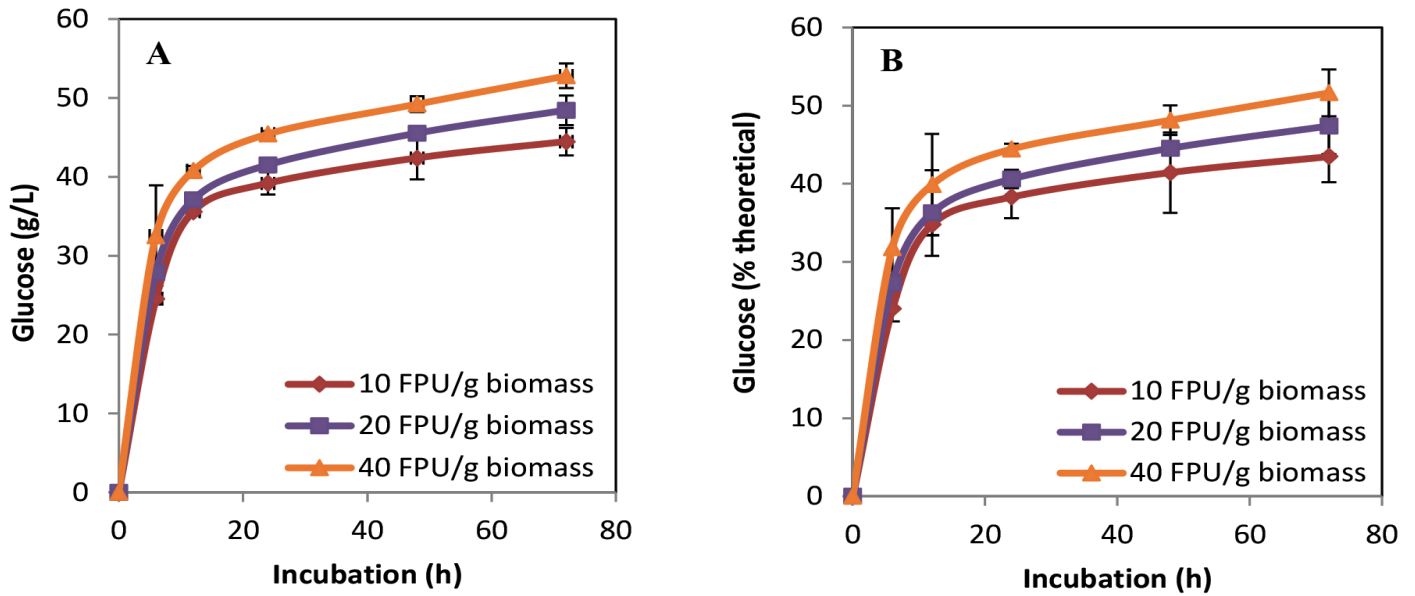 A
Glucose (g/L)
60
50
40
30
20
10
0
10 FPU/g biomass
20 FPU/g biomass
40 FPU/g biomass
0 20 40 60 80
Incubation (h)
B
Glucose (% theoretical)
60
50
40
30
20
10
0
10 FPU/g biomass
20 FPU/g biomass
40 FPU/g biomass
0 20 40 60 80
Incubation (h)